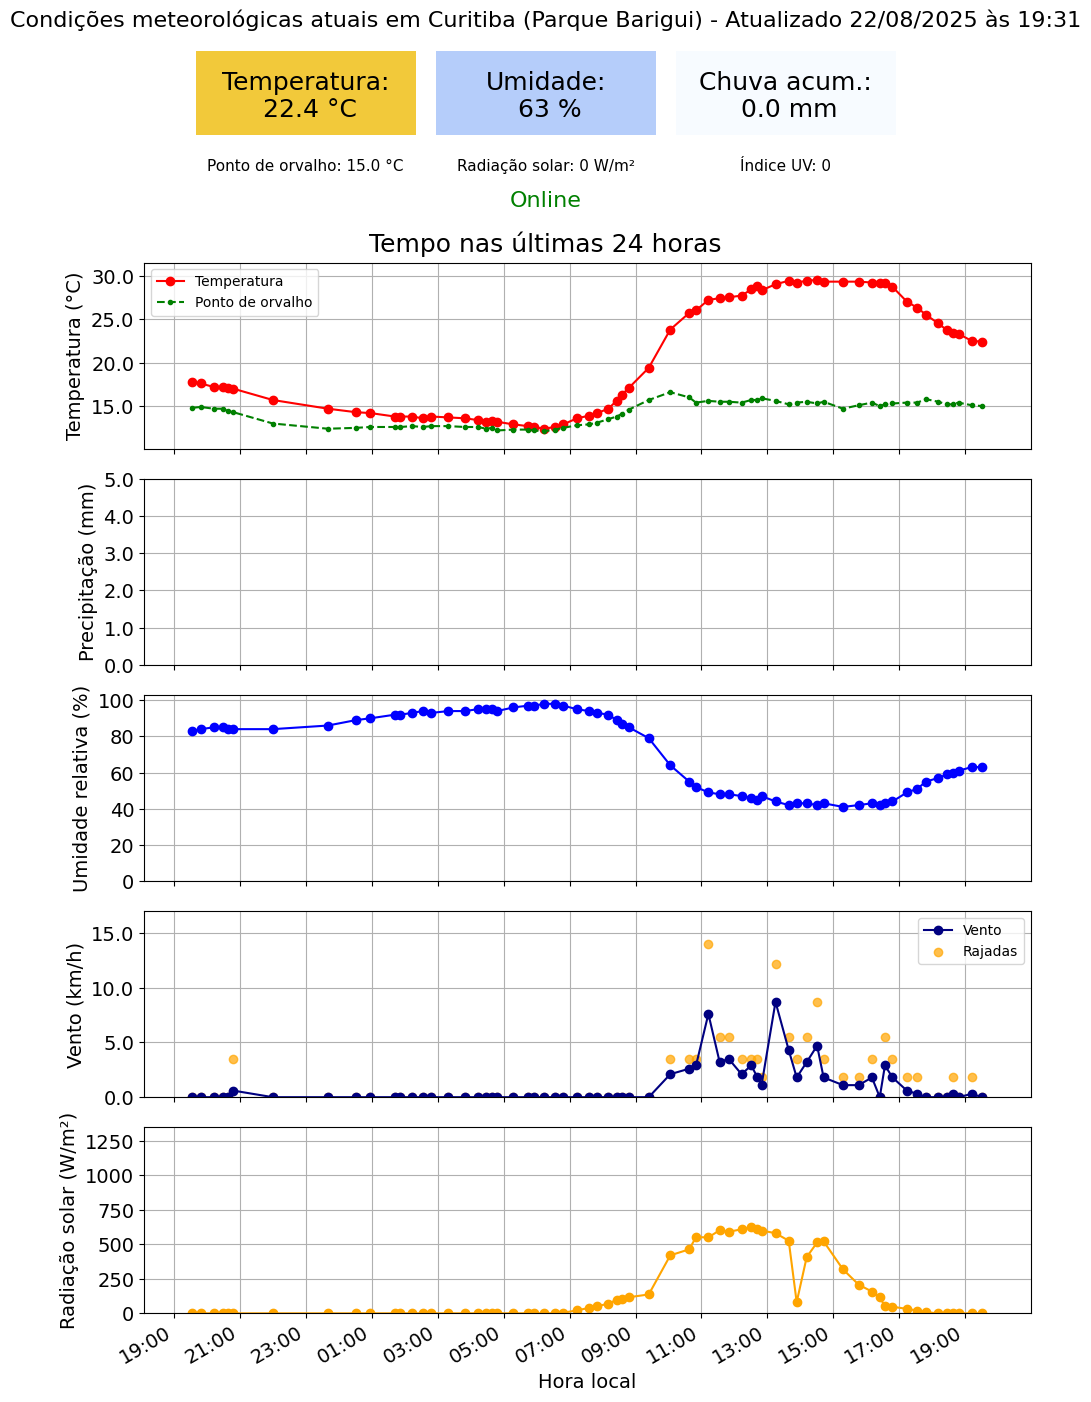 Condições meteorológicas atuais em Curitiba (Parque Barigui) - Atualizado 22/08/2025 às 19:31
Temperatura:
22.4 °C
Umidade:
63 %
Chuva acum.:
0.0 mm
Ponto de orvalho: 15.0 °C
Radiação solar: 0 W/m²
Índice UV: 0
Online
Tempo nas últimas 24 horas
Temperatura (°C)
30.0
25.0
20.0
15.0
Temperatura
Ponto de orvalho
Precipitação (mm)
5.0
4.0
3.0
2.0
1.0
0.0
Umidade relativa (%)
100
80
60
40
20
0
Vento (km/h)
15.0
10.0
5.0
0.0
Vento
Rajadas
Radiação solar (W/m²)
1250
1000
750
500
250
0
19:00
21:00
23:00
01:00
03:00
05:00
07:00
09:00
11:00
13:00
15:00
17:00
19:00
Hora local